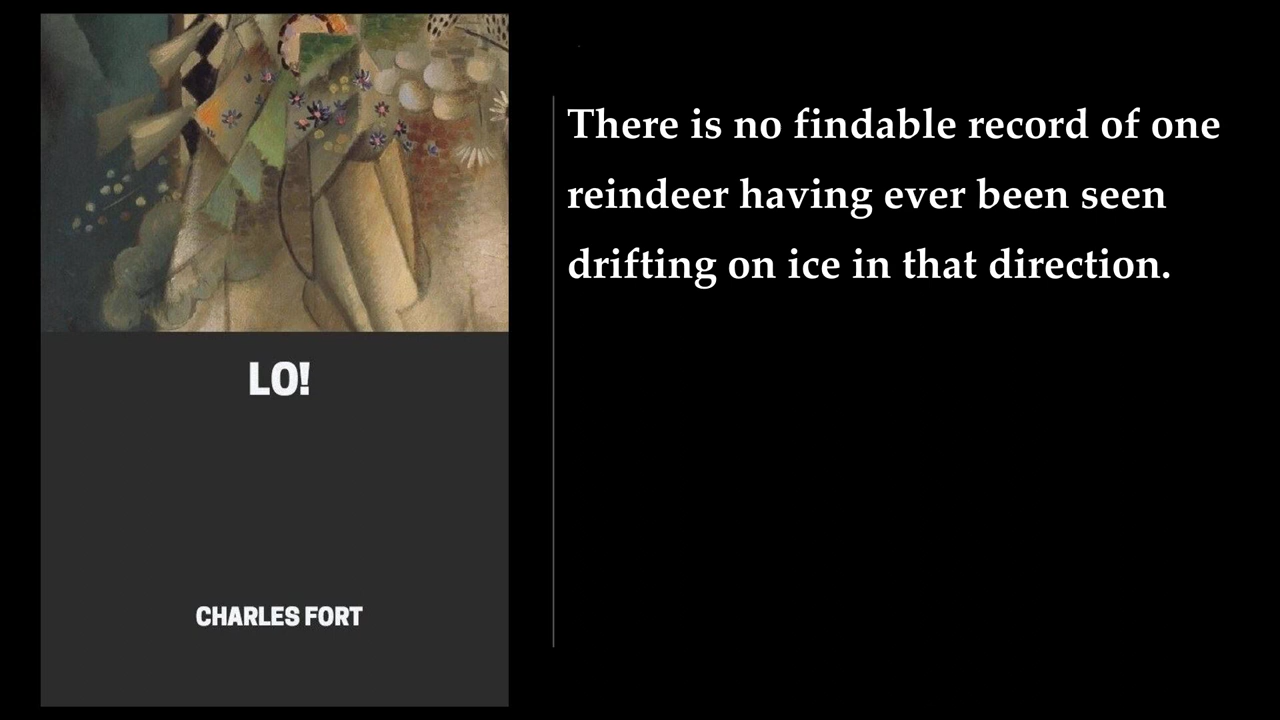 LO!
CHARLES FORT
There is no findable record of one
reindeer having ever been seen
drifting on ice in that direction.